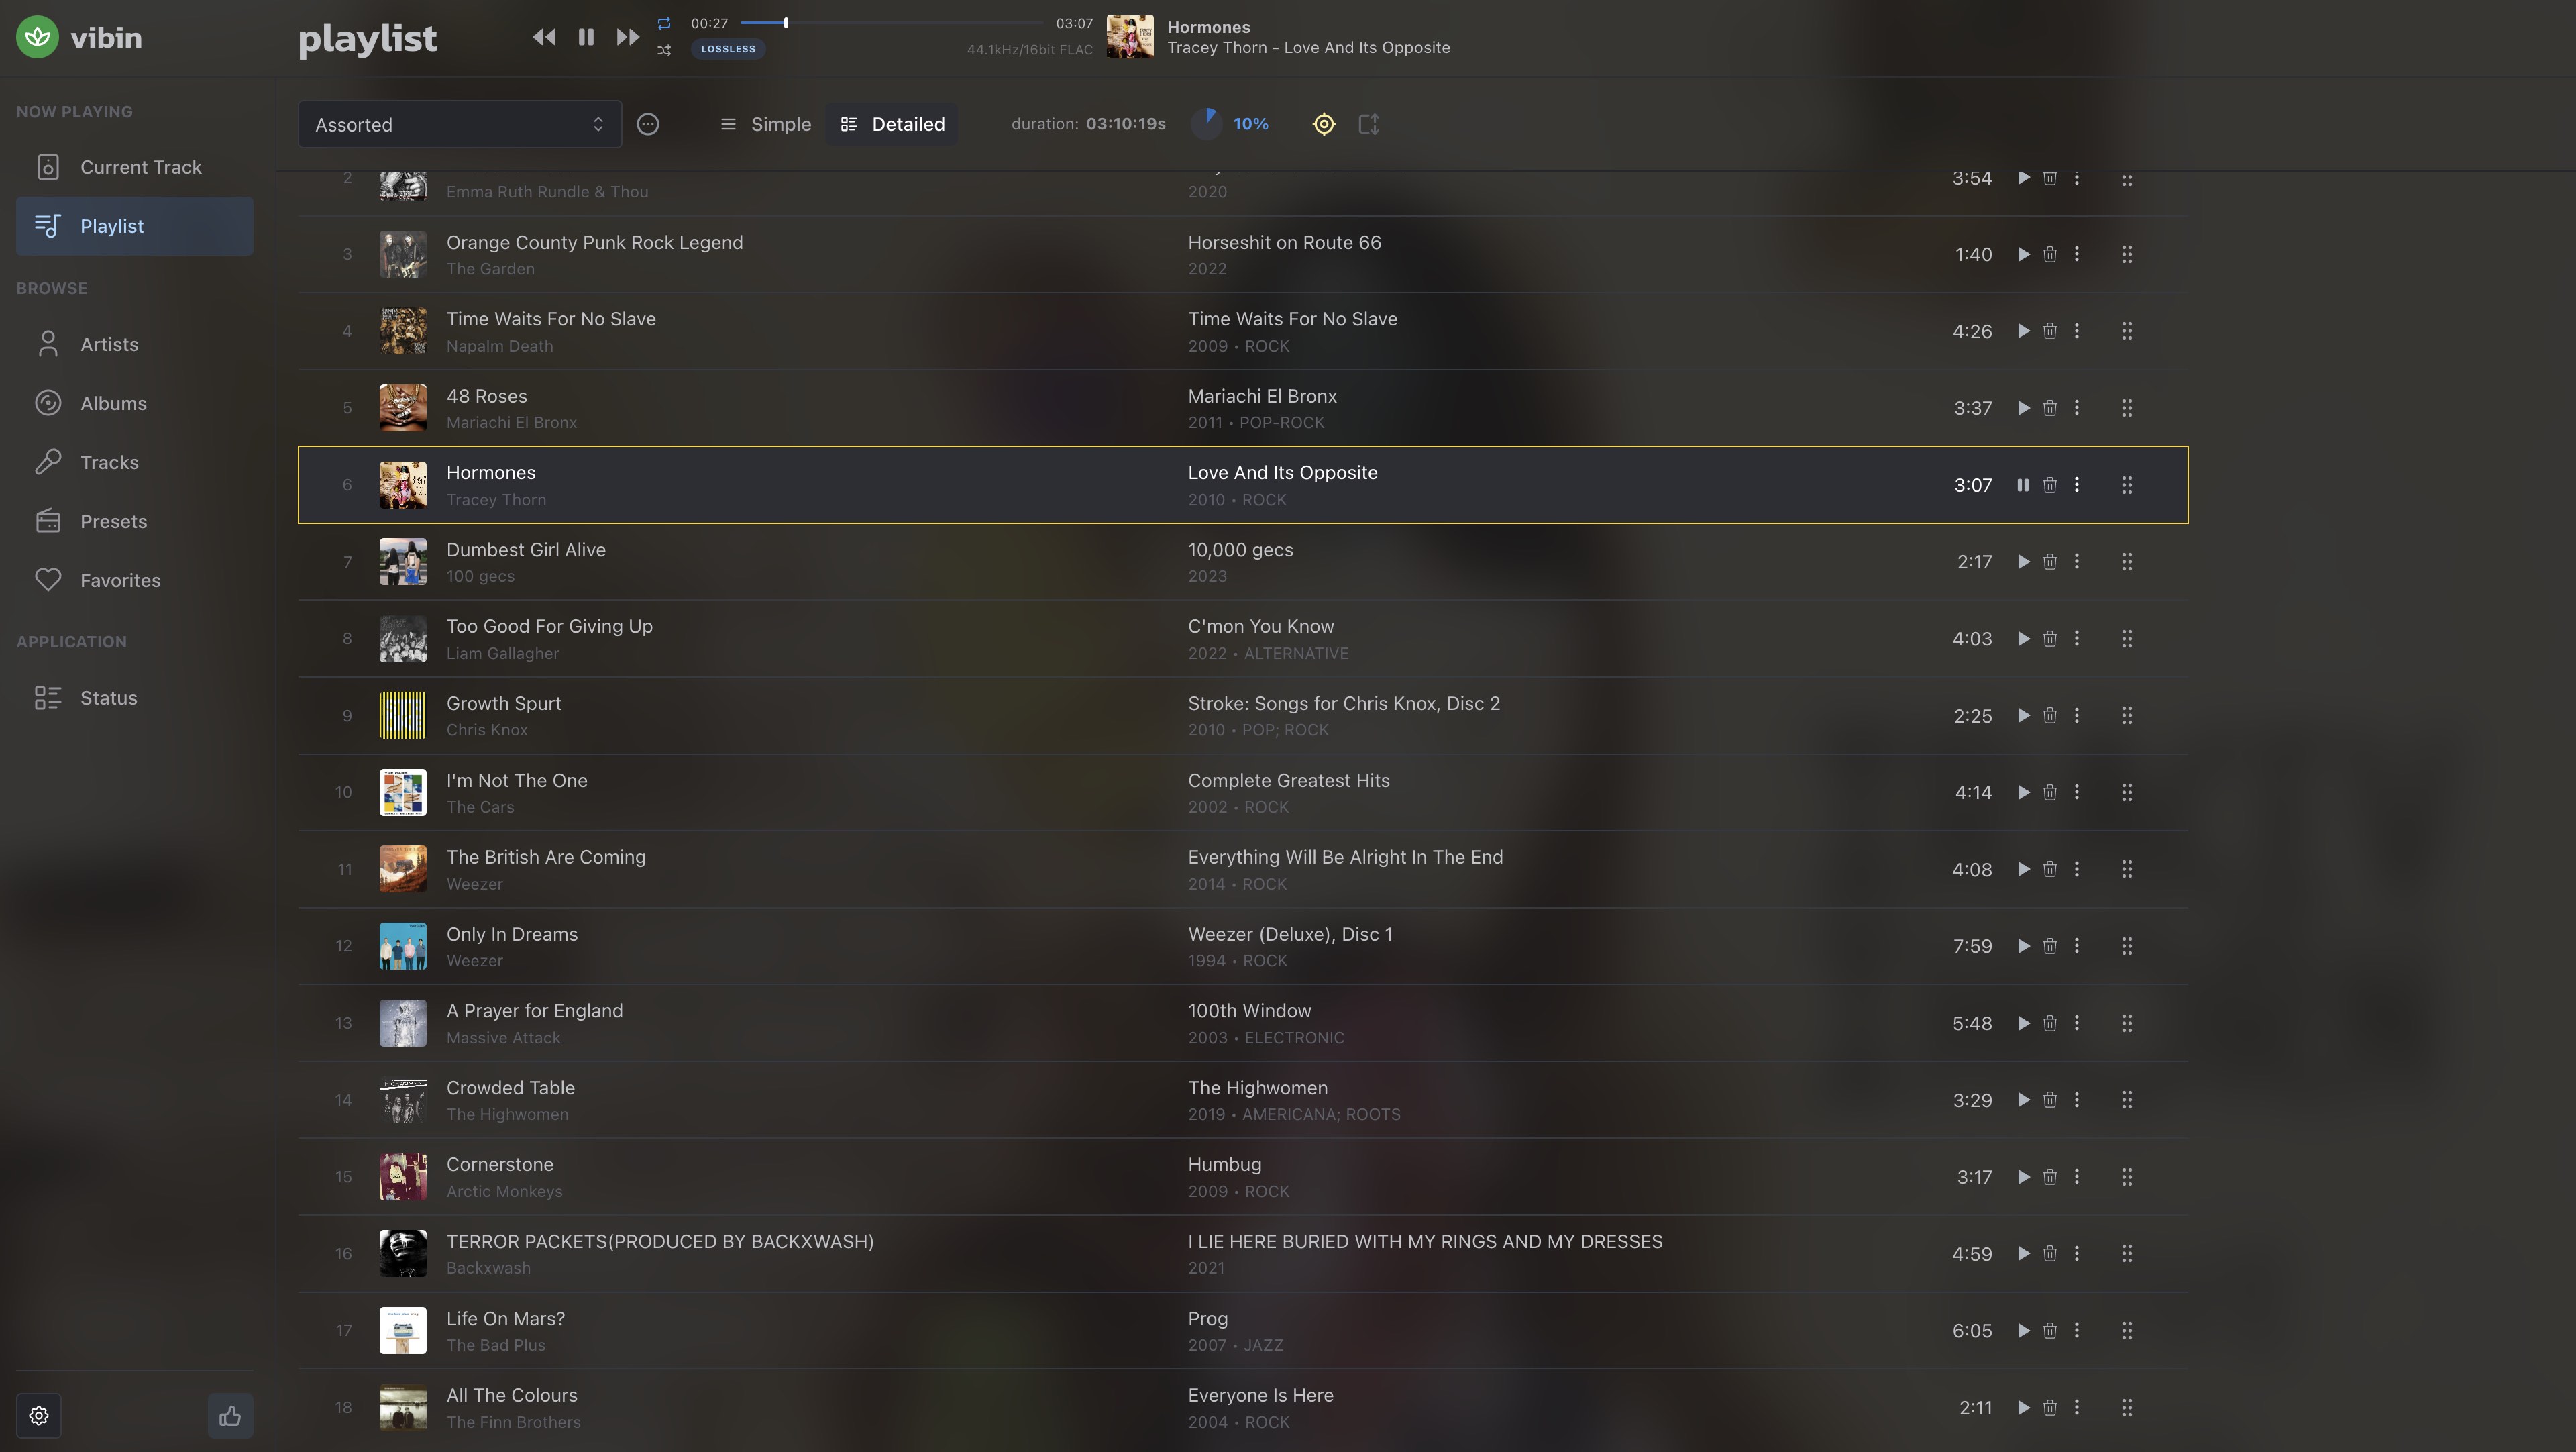 vibin
playlist
00:27
03:07
LOSSLESS
44.1kHz/16bit FLAC
Hormones
Tracey Thorn - Love And Its Opposite
NOW PLAYING
Current Track
Playlist
BROWSE
Artists
Albums
Tracks
Presets
Favorites
APPLICATION
Status
Assorted
Simple
Detailed
duration: 03:10:19s
10%
2
Emma Ruth Rundle & Thou
2020
3:54
3
Orange County Punk Rock Legend
The Garden
Horseshit on Route 66
2022
1:40
4
Time Waits For No Slave
Napalm Death
Time Waits For No Slave
2009 • ROCK
4:26
5
48 Roses
Mariachi El Bronx
Mariachi El Bronx
2011 • POP-ROCK
3:37
6
Hormones
Tracey Thorn
Love And Its Opposite
2010 • ROCK
3:07
7
Dumbest Girl Alive
100 gecs
10,000 gecs
2023
2:17
8
Too Good For Giving Up
Liam Gallagher
C'mon You Know
2022 • ALTERNATIVE
4:03
9
Growth Spurt
Chris Knox
Stroke: Songs for Chris Knox, Disc 2
2010 • POP; ROCK
2:25
10
I'm Not The One
The Cars
Complete Greatest Hits
2002 • ROCK
4:14
11
The British Are Coming
Weezer
Everything Will Be Alright In The End
2014 • ROCK
4:08
12
Only In Dreams
Weezer
Weezer (Deluxe), Disc 1
1994 • ROCK
7:59
13
A Prayer for England
Massive Attack
100th Window
2003 • ELECTRONIC
5:48
14
Crowded Table
The Highwomen
The Highwomen
2019 • AMERICANA; ROOTS
3:29
15
Cornerstone
Arctic Monkeys
Humbug
2009 • ROCK
3:17
16
TERROR PACKETS(PRODUCED BY BACKXWASH)
Backxwash
I LIE HERE BURIED WITH MY RINGS AND MY DRESSES
2021
4:59
17
Life On Mars?
The Bad Plus
Prog
2007 • JAZZ
6:05
18
All The Colours
The Finn Brothers
Everyone Is Here
2004 • ROCK
2:11